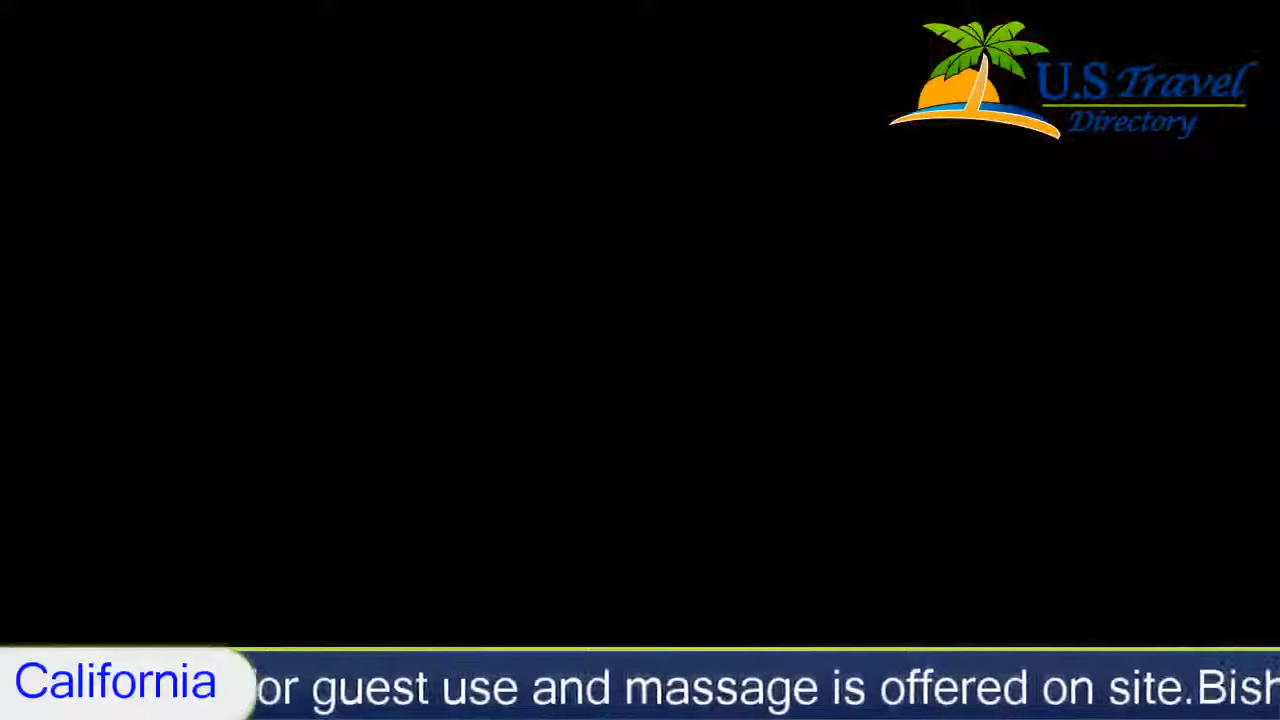 U.S Travel
Directory
California
or guest use and massage is offered on site.Bish